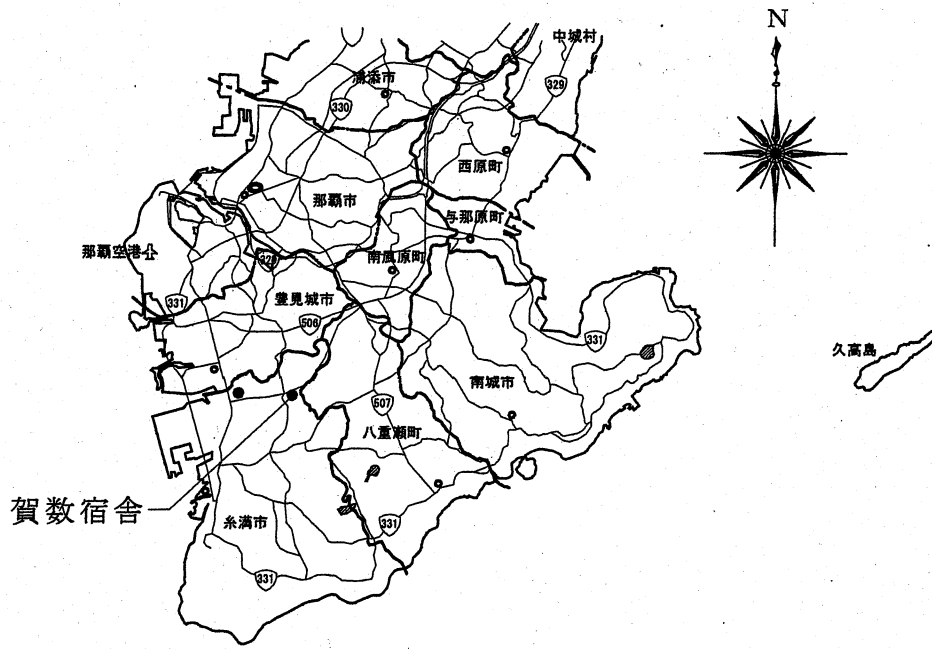 N
中城村
浦添市
329
330
西原町
那覇市
与那原町
那覇空港
南風原町
329
331
豊見城市
506
331
久高島
南城市
507
八重瀬町
賀数宿舎
糸満市
331
331